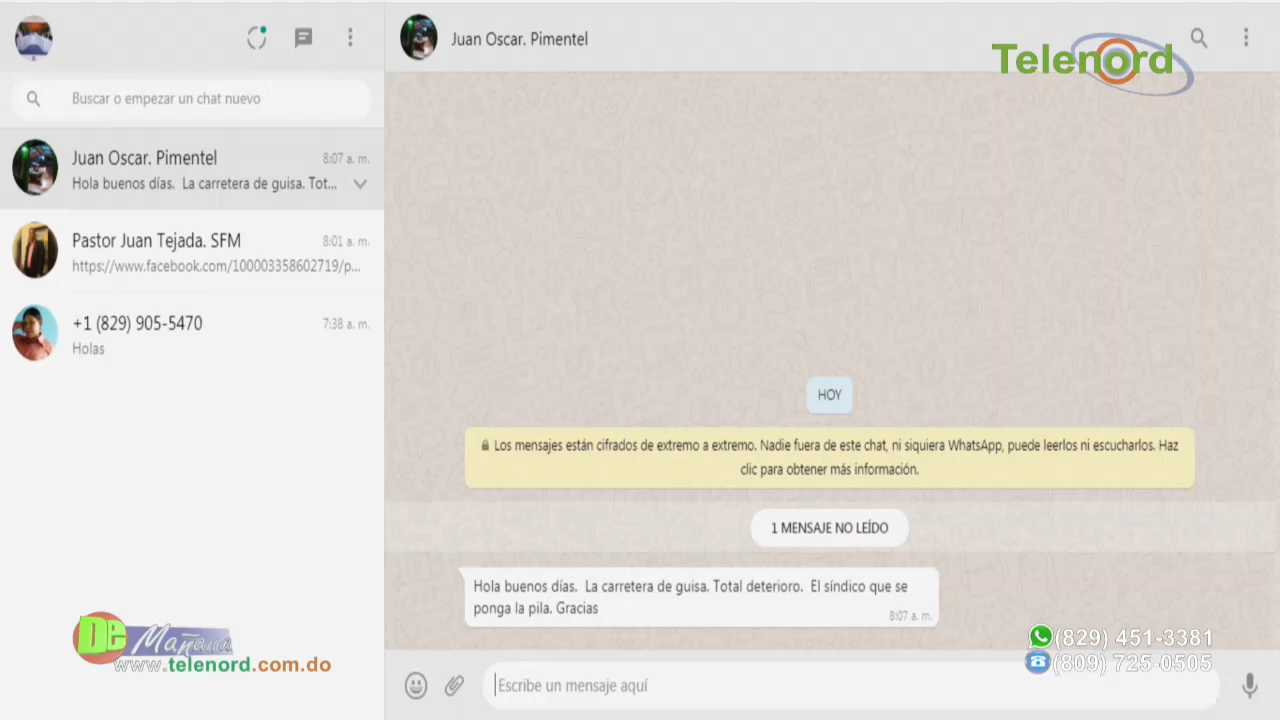 Juan Oscar. Pimentel
Telenord
Buscar o empezar un chat nuevo
Juan Oscar. Pimentel
8:07 a. m.
Hola buenos días. La carretera de guisa. Tot...
Pastor Juan Tejada. SFM
8:01 a. m.
https://www.facebook.com/100003358602719/p...
+1 (829) 905-5470
7:38 a. m.
Holas
HOY
Los mensajes están cifrados de extremo a extremo. Nadie fuera de este chat, ni siquiera WhatsApp, puede leerlos ni escucharlos. Haz
clic para obtener más información.
1 MENSAJE NO LEÍDO
Hola buenos días. La carretera de guisa. Total deterioro. El síndico que se
ponga la pila. Gracias
8:07 a. m.
De Mañana
www.telenord.com.do
(829) 451-3381
(809) 725-0505
Escribe un mensaje aquí